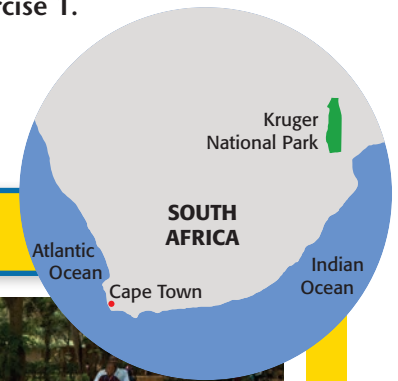 rcise 1.
Kruger
National Park
SOUTH
AFRICA
Atlantic
Ocean
Indian
Ocean
Cape Town